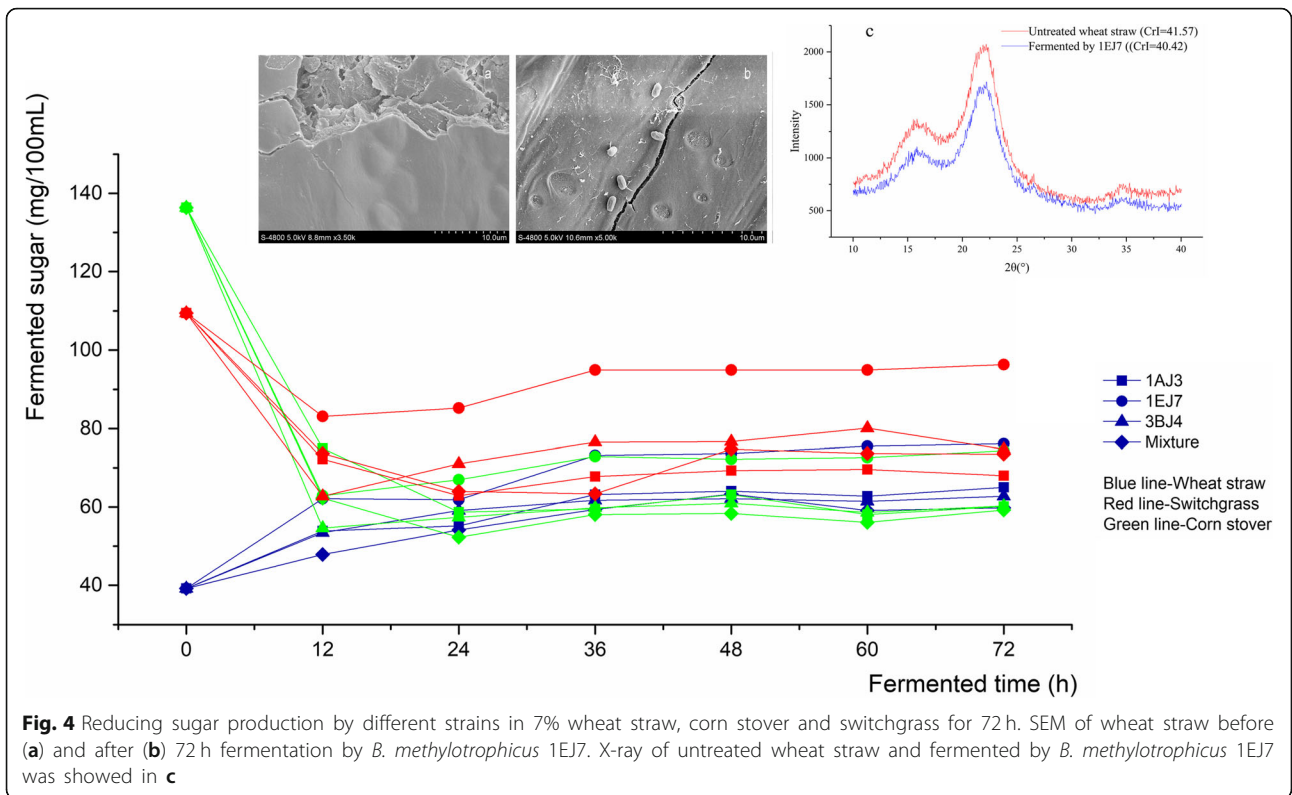 a
S-4800 5.0kV 8.8mm x3.50k 10.0um
b
S-4800 5.0kV 10.6mm x5.00k 10.0um
c
Untreated wheat straw (CrI=41.57)
Fermented by 1EJ7 ((CrI=40.42)
2000
1500
1000
500
Intensity
10 15 20 25 30 35 40
2θ(°)
Fermented sugar (mg/100mL)
140
120
100
80
60
40
0 12 24 36 48 60 72
Fermented time (h)
1AJ3
1EJ7
3BJ4
Mixture
Blue line-Wheat straw
Red line-Switchgrass
Green line-Corn stover
Fig. 4 Reducing sugar production by different strains in 7% wheat straw, corn stover and switchgrass for 72 h. SEM of wheat straw before
(a) and after (b) 72 h fermentation by B. methylotrophicus 1EJ7. X-ray of untreated wheat straw and fermented by B. methylotrophicus 1EJ7
was showed in c